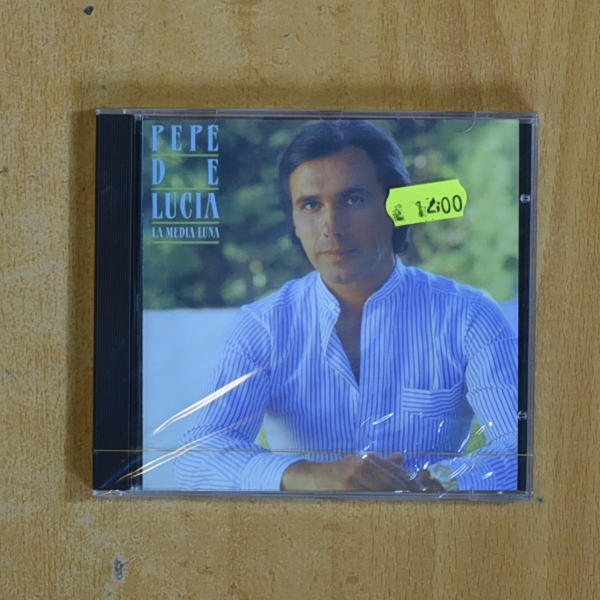 PEPE
D E
LUCIA
LA MEDIA LUNA
£ 12.00